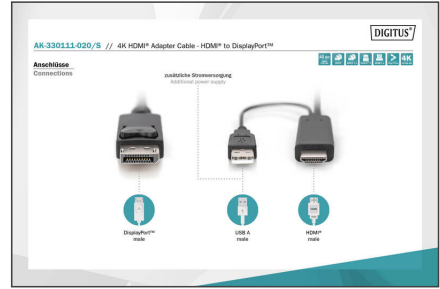 DIGITUS®
AK-330111-020/S // 4K HDMI® Adapter Cable - HDMI® to DisplayPort™
4K
Anschlüsse
Connections
zusätzliche Stromversorgung
Additional power supply
DisplayPort™
male
USB A
male
HDMI®
male